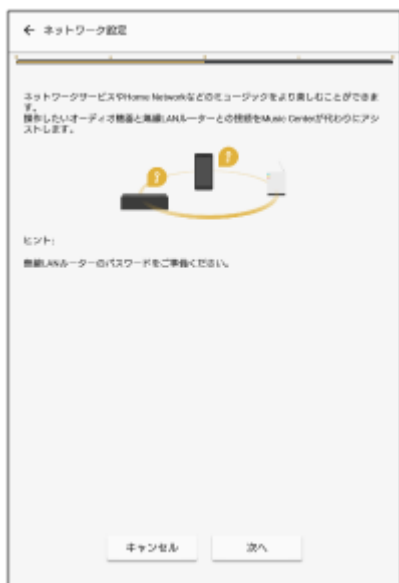 ← ネットワーク設定
ネットワークサービスやHome Networkなどのミュージックをより楽しむことができま
す。
操作したいオーディオ機器と無線LANルーターとの接続をMusic Centerが代わりにアシ
ストします。
ヒント:
無線LANルーターのパスワードをご準備ください。
キャンセル
次へ